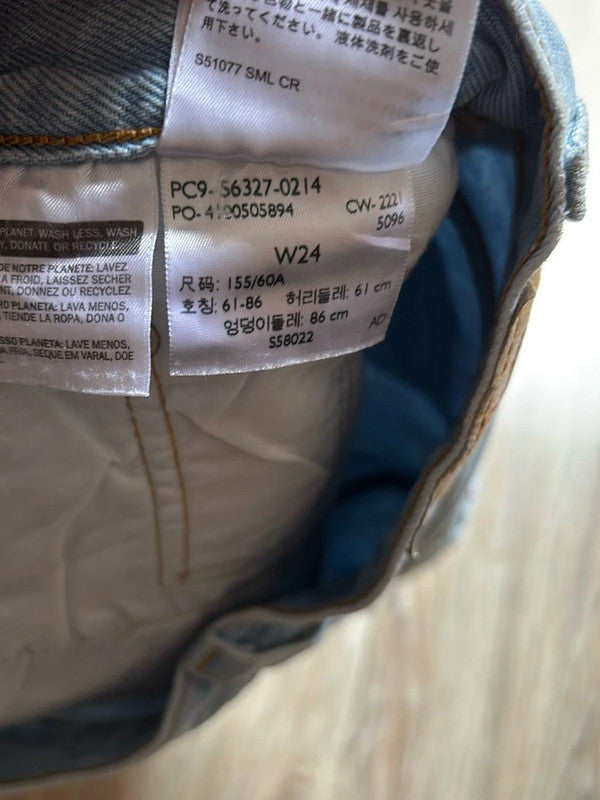 て洗ってください。液体洗剤をご使
用下さい。
S51077 SML CR
PC9- 56327-0214
PO- 4100505894
CW- 2221
5096
W24
尺码: 155/60A
호칭: 61-86 허리둘레: 61 cm
엉덩이둘레: 86 cm
S58022
AD
PLANET. WASH LESS, WASH
, DONATE OR RECYCLE
DE NOTRE PLANETE: LAVEZ
A FROID, LAISSEZ SECHER
NT, DONNEZ OU RECYCLEZ
RO PLANETA: LAVA MENOS,
TIENDE LA ROPA, DONA O
SSO PLANETA: LAVE MENOS,
FRIA, SEQUE EM VARAL, DOE